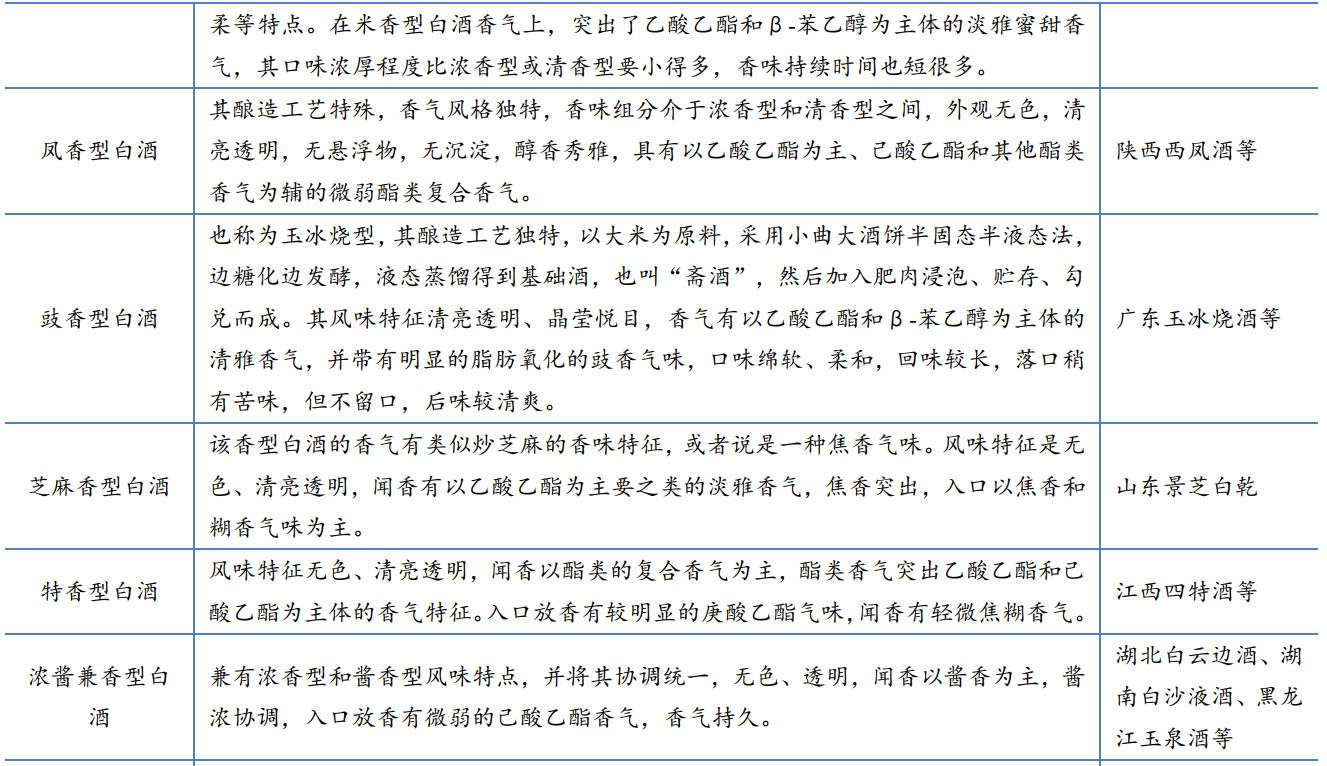 柔等特点。在米香型白酒香气上，突出了乙酸乙酯和β-苯乙醇为主体的淡雅蜜甜香
气，其口味浓厚程度比浓香型或清香型要小得多，香味持续时间也短很多。
凤香型白酒
其酿造工艺特殊，香气风格独特，香味组分介于浓香型和清香型之间，外观无色，清
亮透明，无悬浮物，无沉淀，醇香秀雅，具有以乙酸乙酯为主、己酸乙酯和其他酯类
香气为辅的微弱酯类复合香气。
陕西西凤酒等
豉香型白酒
也称为玉冰烧型，其酿造工艺独特，以大米为原料，采用小曲大酒饼半固态半液态法，
边糖化边发酵，液态蒸馏得到基础酒，也叫“斋酒”，然后加入肥肉浸泡、贮存、勾
兑而成。其风味特征清亮透明、晶莹悦目，香气有以乙酸乙酯和β-苯乙醇为主体的
清雅香气，并带有明显的脂肪氧化的豉香气味，口味绵软、柔和，回味较长，落口稍
有苦味，但不留口，后味较清爽。
广东玉冰烧酒等
芝麻香型白酒
该香型白酒的香气有类似炒芝麻的香味特征，或者说是一种焦香气味。风味特征是无
色、清亮透明，闻香有以乙酸乙酯为主要之类的淡雅香气，焦香突出，入口以焦香和
糊香气味为主。
山东景芝白乾
特香型白酒
风味特征无色、清亮透明，闻香以酯类的复合香气为主，酯类香气突出乙酸乙酯和己
酸乙酯为主体的香气特征。入口放香有较明显的庚酸乙酯气味，闻香有轻微焦糊香气。
江西四特酒等
浓酱兼香型白
酒
兼有浓香型和酱香型风味特点，并将其协调统一，无色、透明，闻香以酱香为主，酱
浓协调，入口放香有微弱的己酸乙酯香气，香气持久。
湖北白云边酒、湖
南白沙液酒、黑龙
江玉泉酒等